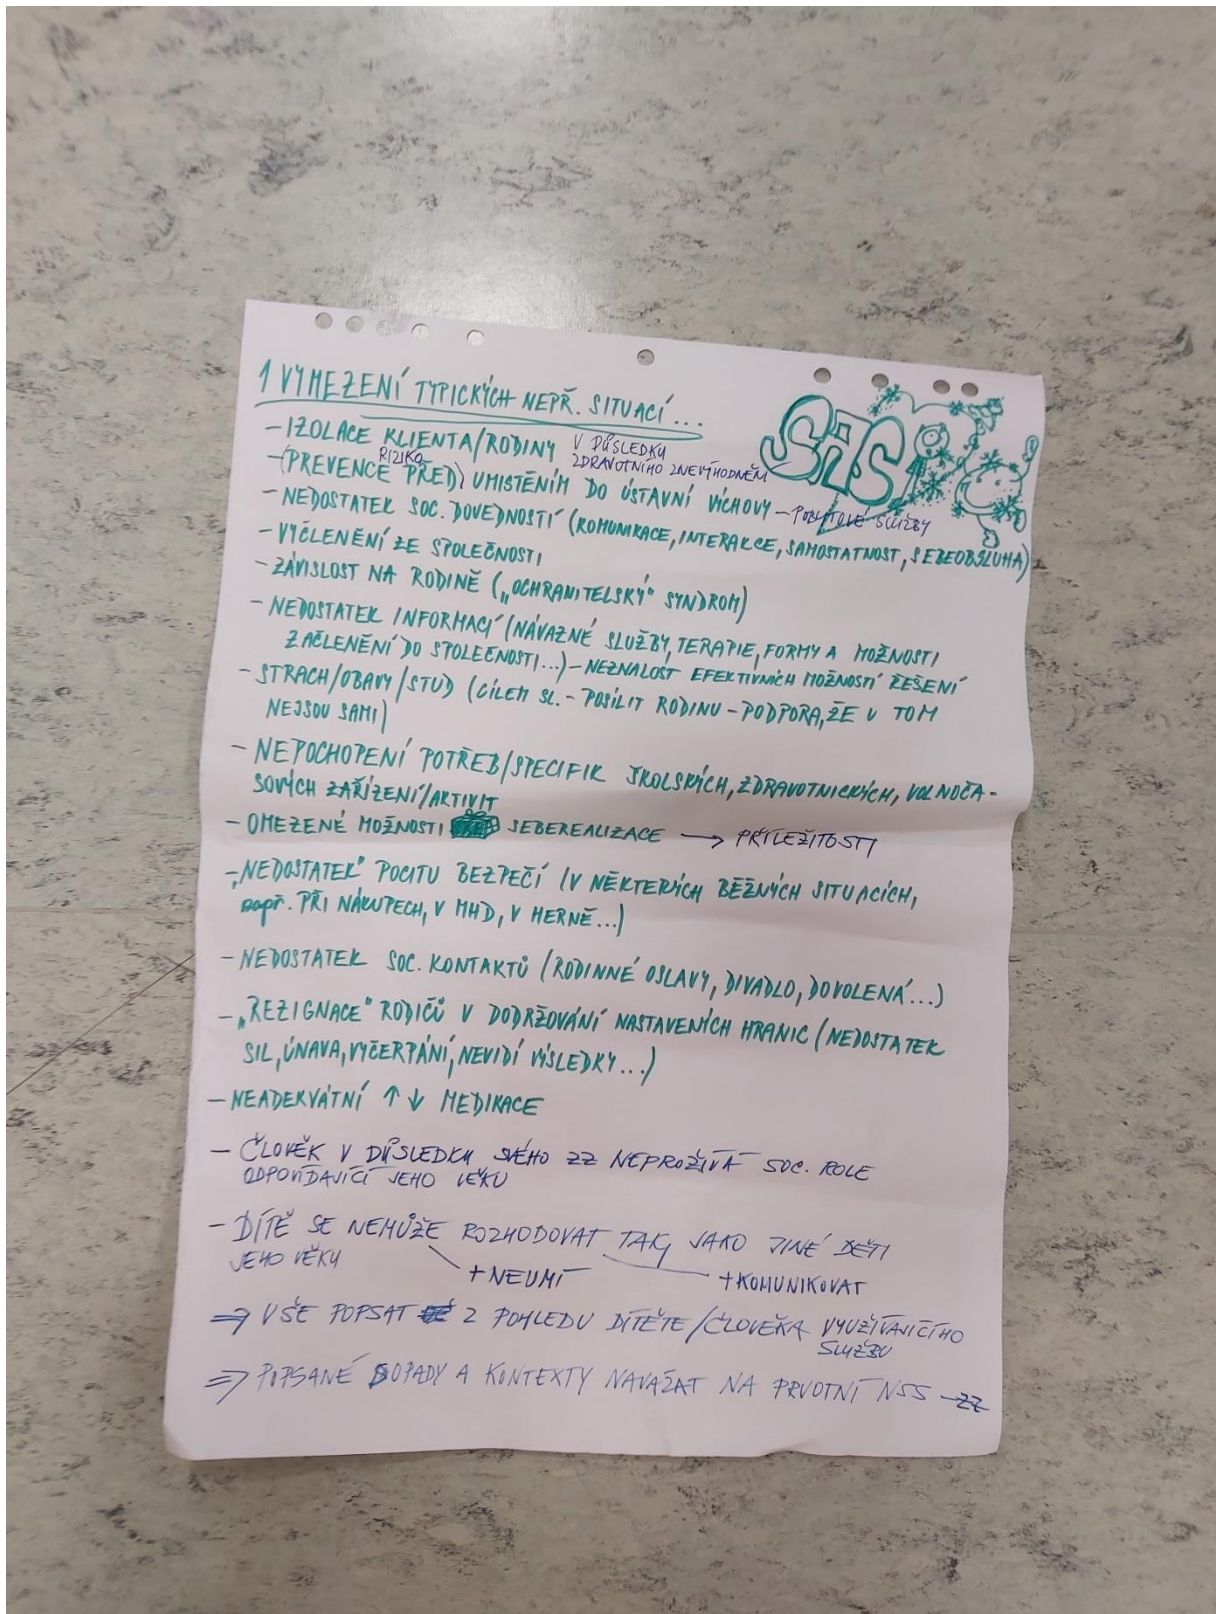 1 VYMEZENÍ TYPICKÝCH NEPŘ. SITUACÍ...
SAS
- IZOLACE KLIENTA/RODINY V DŮSLEDKU
ZDRAVOTNÍHO ZNEVÝHODNĚNÍ
RIZIKO
- (PREVENCE PŘED) UMISTĚNÍM DO ÚSTAVNÍ VÝCHOVY - POBYTOVÉ SLUŽBY
- NEDOSTATEK SOC. DOVEDNOSTÍ (KOMUNIKACE, INTERAKCE, SAMOSTATNOST, SEBEOBSLUHA)
- VYČLENĚNÍ ZE SPOLEČNOSTI
- ZÁVISLOST NA RODINĚ („OCHRANITELSKÝ" SYNDROM)
- NEDOSTATEK INFORMACÍ (NÁVAZNÉ SLUŽBY, TERAPIE, FORMY A MOŽNOSTI
ZAČLENĚNÍ DO SPOLEČNOSTI...) - NEZNALOST EFEKTIVNÍCH MOŽNOSTÍ ŘEŠENÍ
- STRACH/OBAVY/STUD (CÍLEM SL. - POSÍLIT RODINU - PODPORA, ŽE V TOM
NEJSOU SAMI)
- NEPOCHOPENÍ POTŘEB/SPECIFIK ŠKOLSKÝCH, ZDRAVOTNICKÝCH, VOLNOČA-
SOVÝCH ZAŘÍZENÍ/AKTIVIT
- OMEZENÉ MOŽNOSTI SEBEREALIZACE → PŘÍLEŽITOSTI
- „NEDOSTATEK" POCITU BEZPEČÍ (V NĚKTERÝCH BĚŽNÝCH SITUACÍCH,
např. PŘI NÁKUPECH, V MHD, V HERNĚ...)
- NEDOSTATEK SOC. KONTAKTŮ (RODINNÉ OSLAVY, DIVADLO, DOVOLENÁ...)
- „REZIGNACE" RODIČŮ V DODRŽOVÁNÍ NASTAVENÝCH HRANIC (NEDOSTATEK
SIL, ÚNAVA, VYČERPÁNÍ, NEVIDÍ VÝSLEDKY...)
- NEADEKVÁTNÍ ↑↓ MEDIKACE
- ČLOVĚK V DŮSLEDKU SVÉHO ZZ NEPROŽÍVÁ SOC. ROLE
ODPOVÍDAJÍCÍ JEHO VĚKU
- DÍTĚ SE NEMŮŽE ROZHODOVAT TAK, JAKO JINÉ DĚTI
JEHO VĚKU
+ NEUMÍ + KOMUNIKOVAT
⇒ VŠE POPSAT Z POHLEDU DÍTĚTE/ČLOVĚKA VYUŽÍVAJÍCÍHO
SLUŽBU
⇒ POPSANÉ DOPADY A KONTEXTY NAVÁZAT NA PRVOTNÍ NSS - ZZ